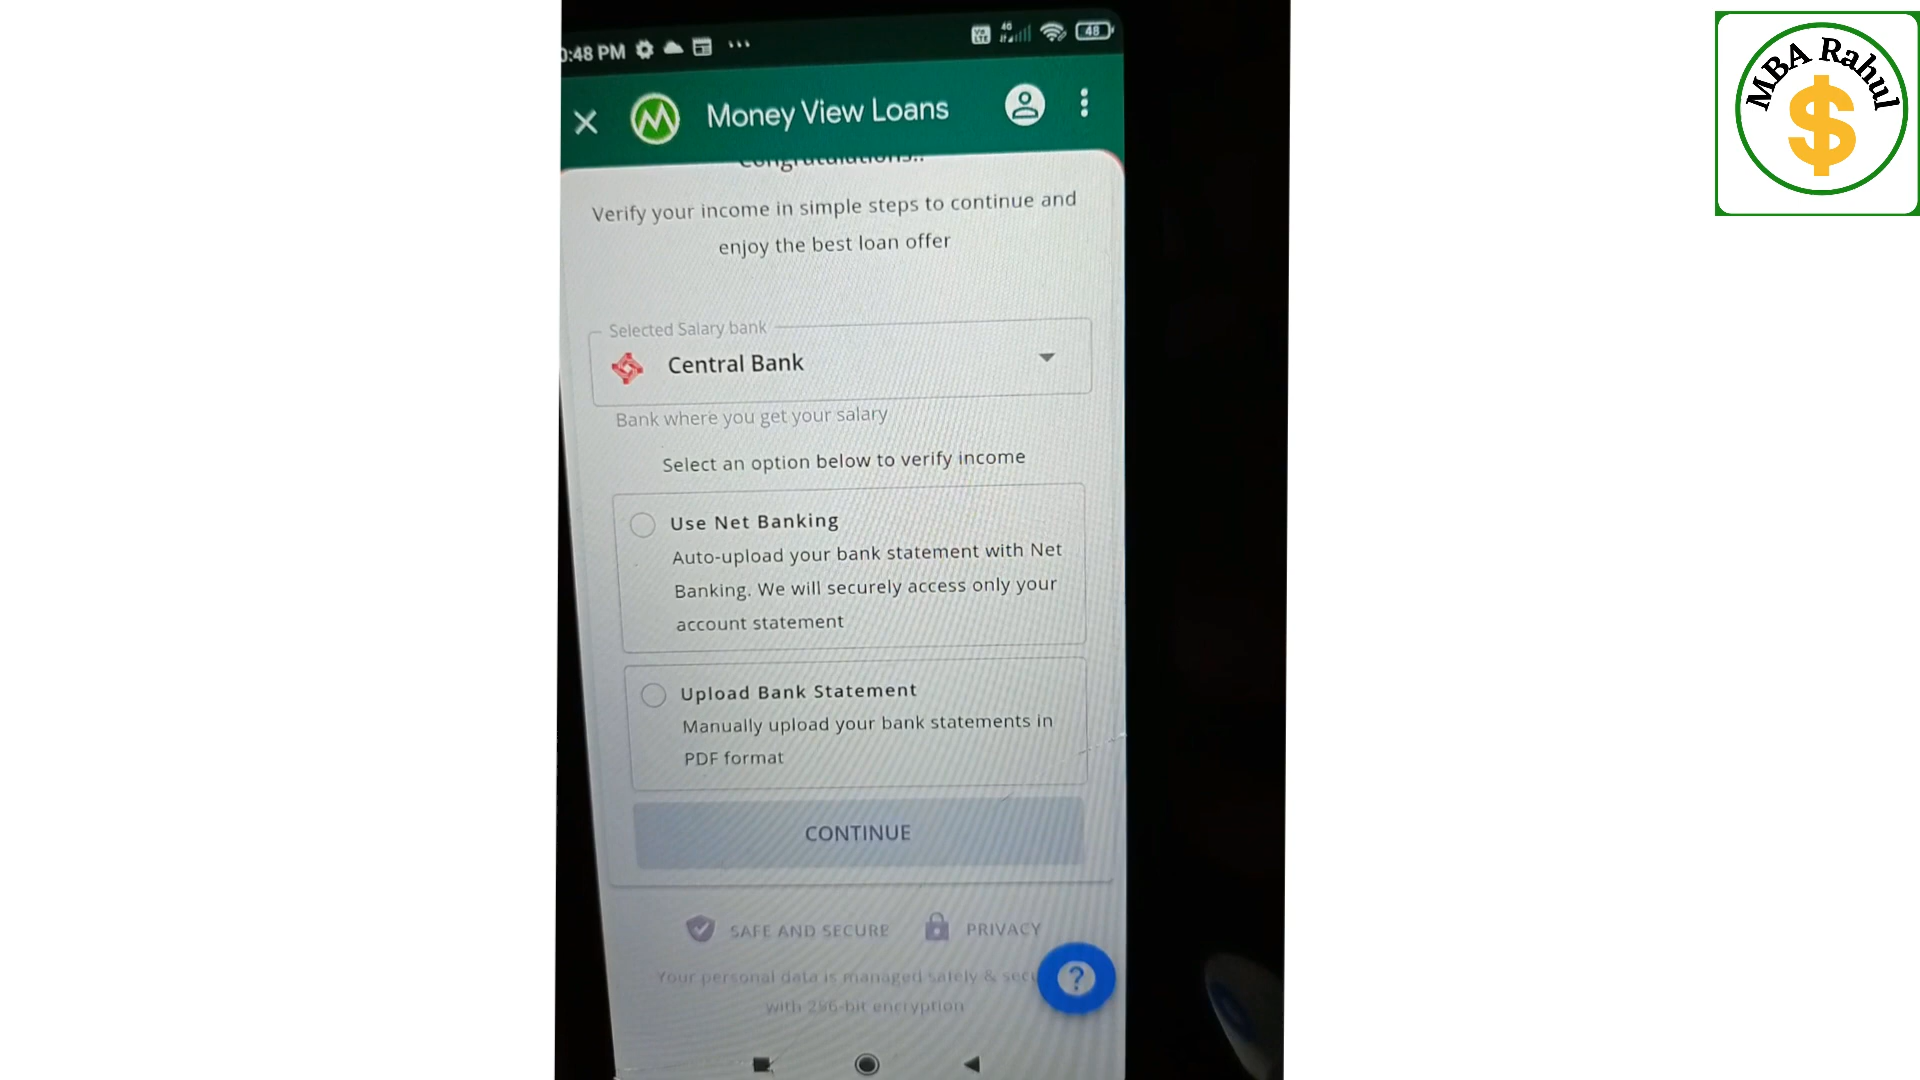 MBA Rahul
:48 PM
4G
48
Money View Loans
Congratulations..
Verify your income in simple steps to continue and
enjoy the best loan offer
Selected Salary bank
Central Bank
Bank where you get your salary
Select an option below to verify income
Use Net Banking
Auto-upload your bank statement with Net
Banking. We will securely access only your
account statement
Upload Bank Statement
Manually upload your bank statements in
PDF format
CONTINUE
SAFE AND SECURE
PRIVACY
Your personal data is managed safely &
with 256-bit encryption